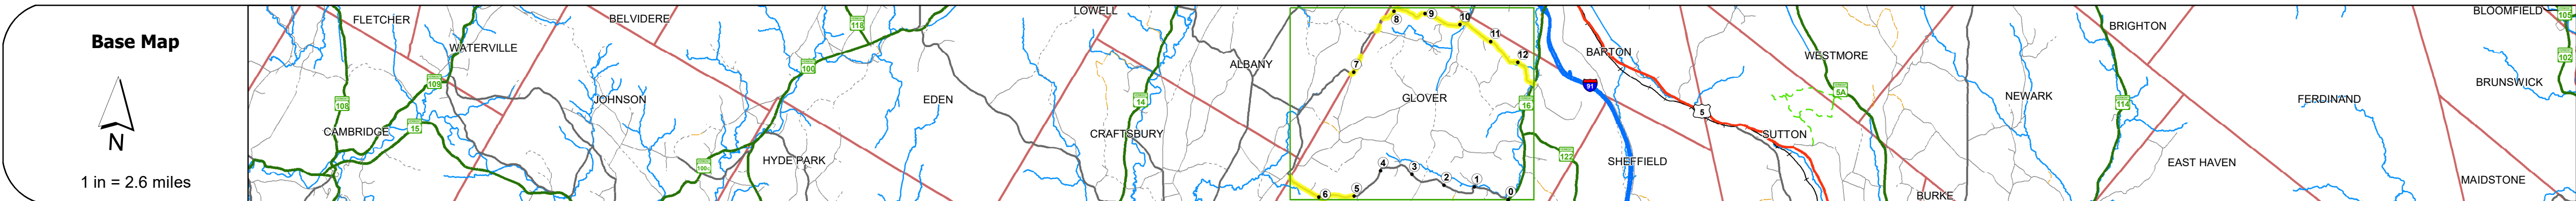 Base Map
N
1 in = 2.6 miles
FLETCHER
BELVIDERE
118
LOWELL
WATERVILLE
100
109
108
15
CAMBRIDGE
JOHNSON
EDEN
HYDE PARK
14
CRAFTSBURY
ALBANY
8
9
10
11
12
7
GLOVER
16
6
5
4
3
2
1
0
122
91
BARTON
5
SHEFFIELD
SUTTON
WESTMORE
5A
NEWARK
BURKE
BRIGHTON
114
EAST HAVEN
FERDINAND
BLOOMFIELD
105
102
BRUNSWICK
MAIDSTONE